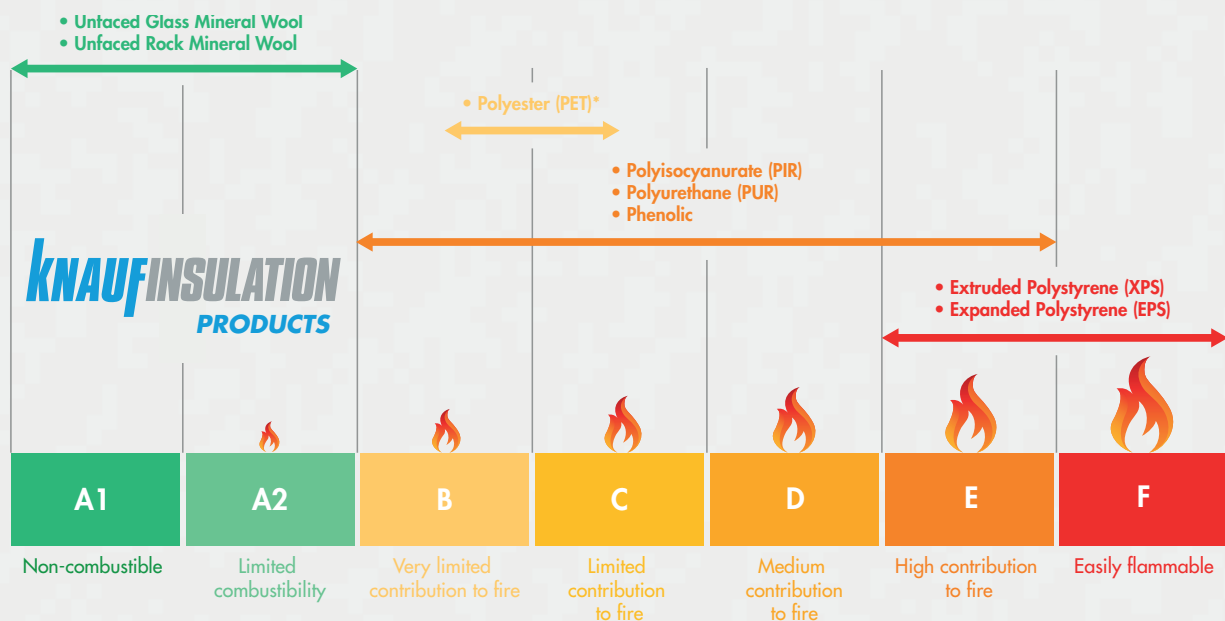 • Unfaced Glass Mineral Wool
• Unfaced Rock Mineral Wool
• Polyester (PET)*
• Polyisocyanurate (PIR)
• Polyurethane (PUR)
• Phenolic
KNAUFINSULATION
PRODUCTS
• Extruded Polystyrene (XPS)
• Expanded Polystyrene (EPS)
A1
A2
B
C
D
E
F
Non-combustible
Limited
combustibility
Very limited
contribution to fire
Limited
contribution
to fire
Medium
contribution
to fire
High contribution
to fire
Easily flammable